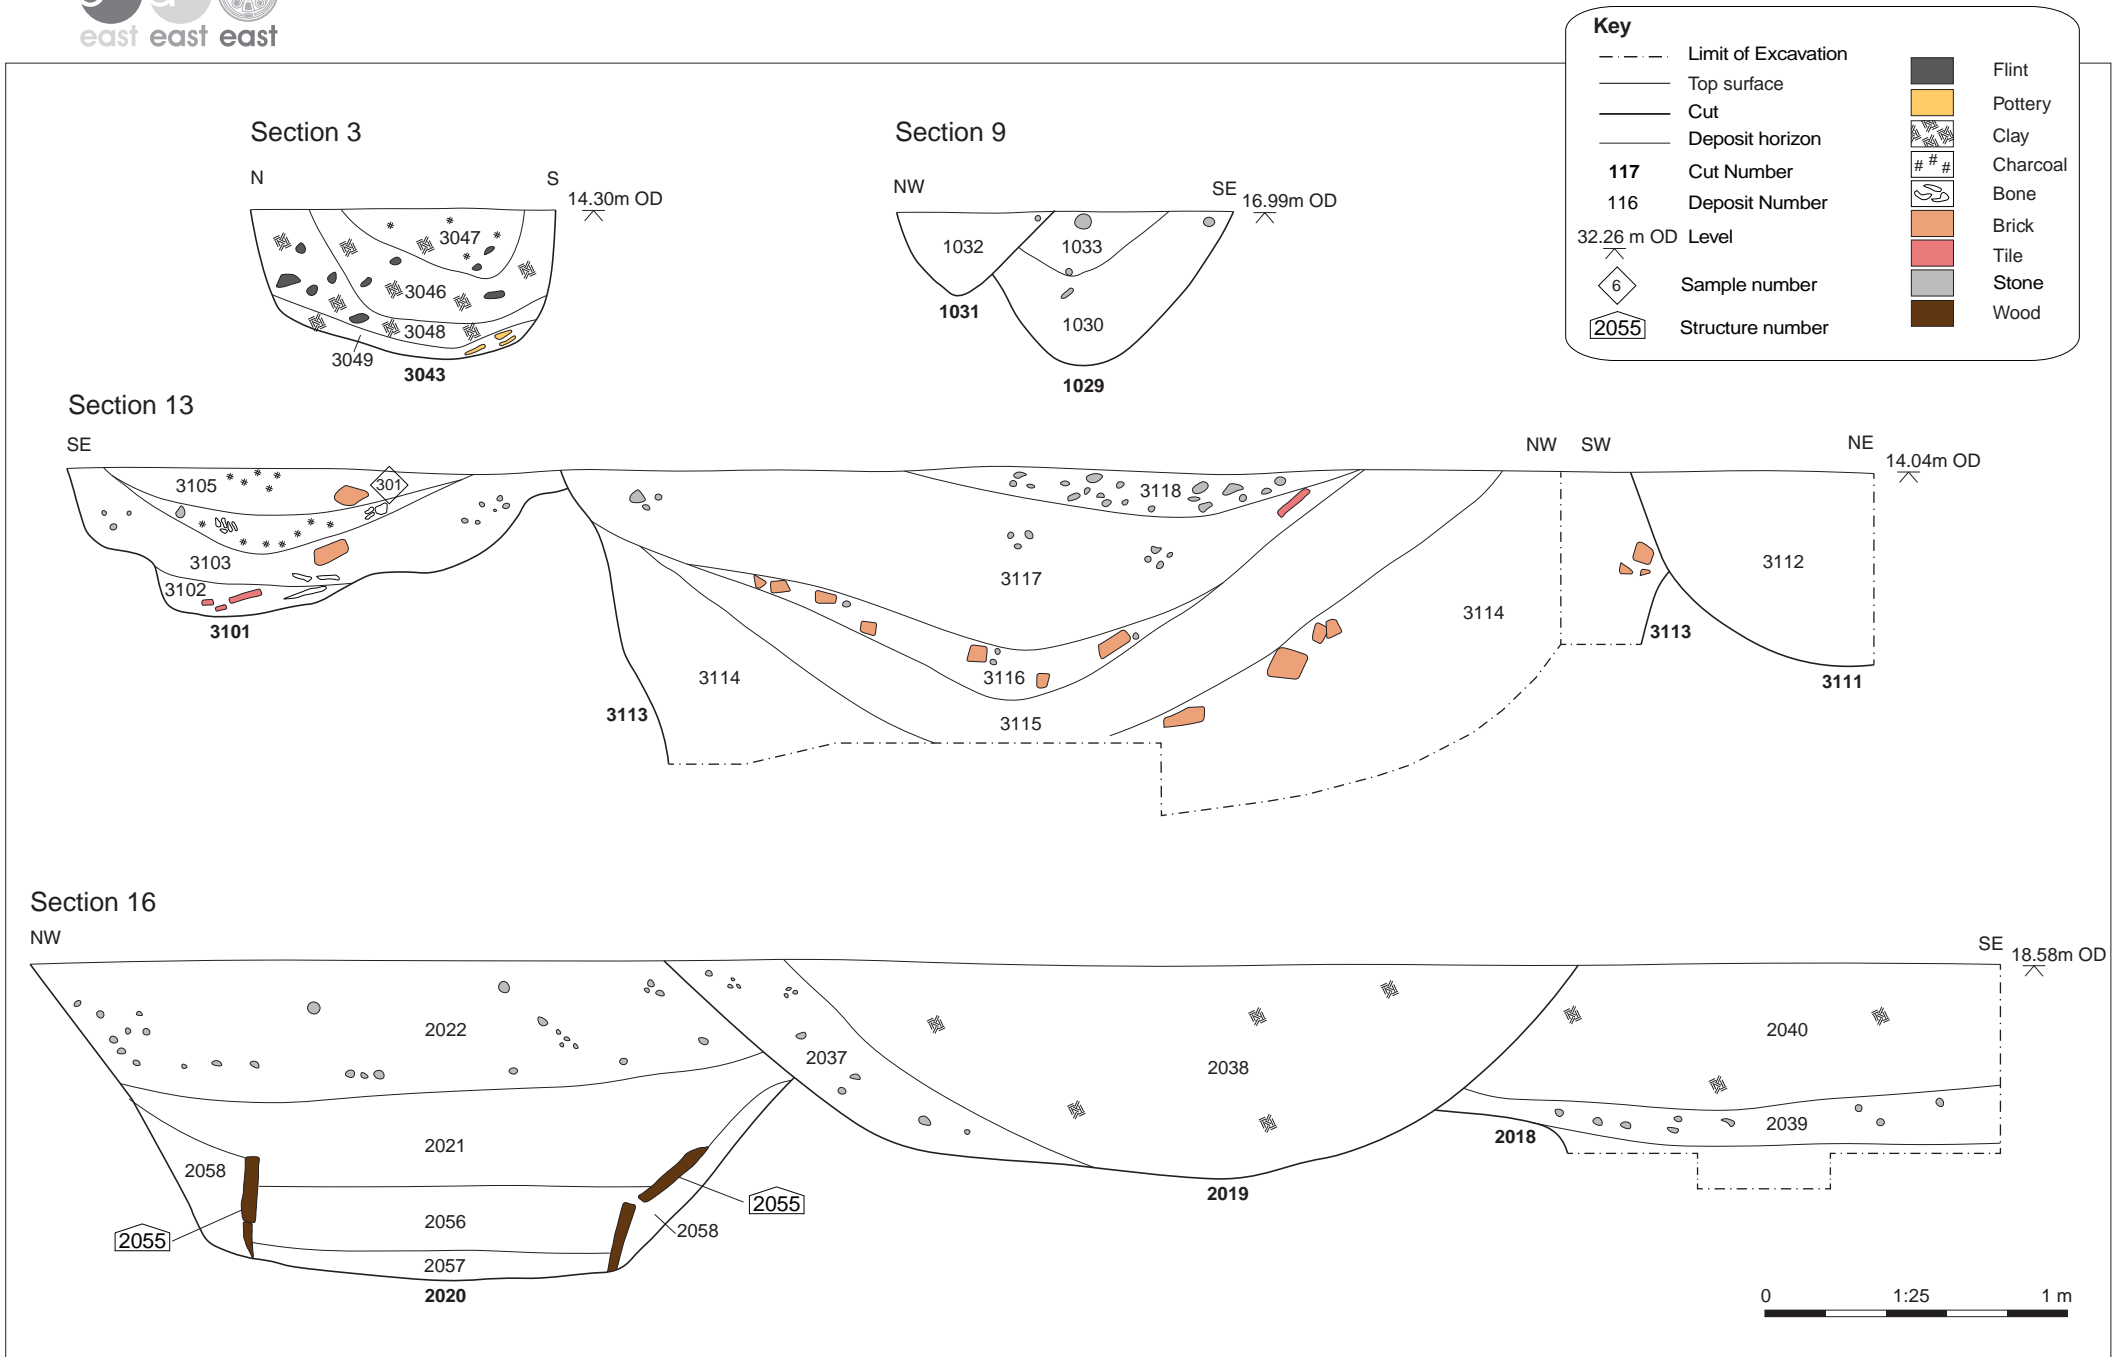 east east east
Key
Limit of Excavation
Top surface
Cut
Deposit horizon
117 Cut Number
116 Deposit Number
32.26 m OD Level
6 Sample number
2055 Structure number
Flint
Pottery
Clay
# # # Charcoal
Bone
Brick
Tile
Stone
Wood
Section 3
N S 14.30m OD
3047
3046
3048
3049
3043
Section 9
NW SE 16.99m OD
1032 1033
1031
1030
1029
Section 13
SE NW SW NE 14.04m OD
3105 301 3118
3103 3117 3112
3102 3114
3101 3113
3114 3116 3111
3113 3115
Section 16
NW SE 18.58m OD
2022 2037 2038 2040
2021 2018 2039
2058 2055 2019
2055 2056 2058
2057
2020
0 1:25 1 m